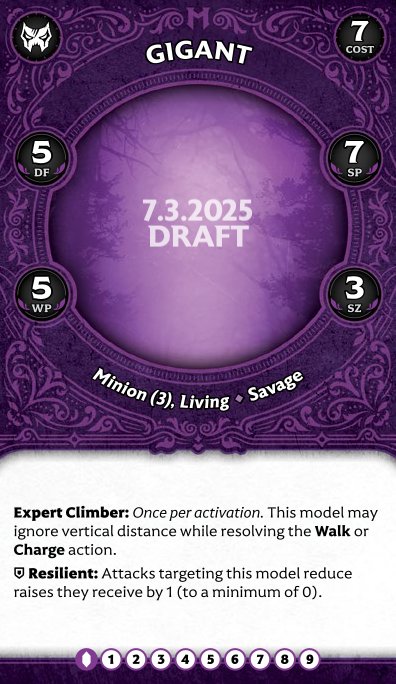 GIGANT
7
COST
5
DF
7
SP
7.3.2025
DRAFT
5
WP
3
SZ
Minion (3), Living ◆ Savage
Expert Climber: Once per activation. This model may
ignore vertical distance while resolving the Walk or
Charge action.
Resilient: Attacks targeting this model reduce
raises they receive by 1 (to a minimum of 0).
1 2 3 4 5 6 7 8 9